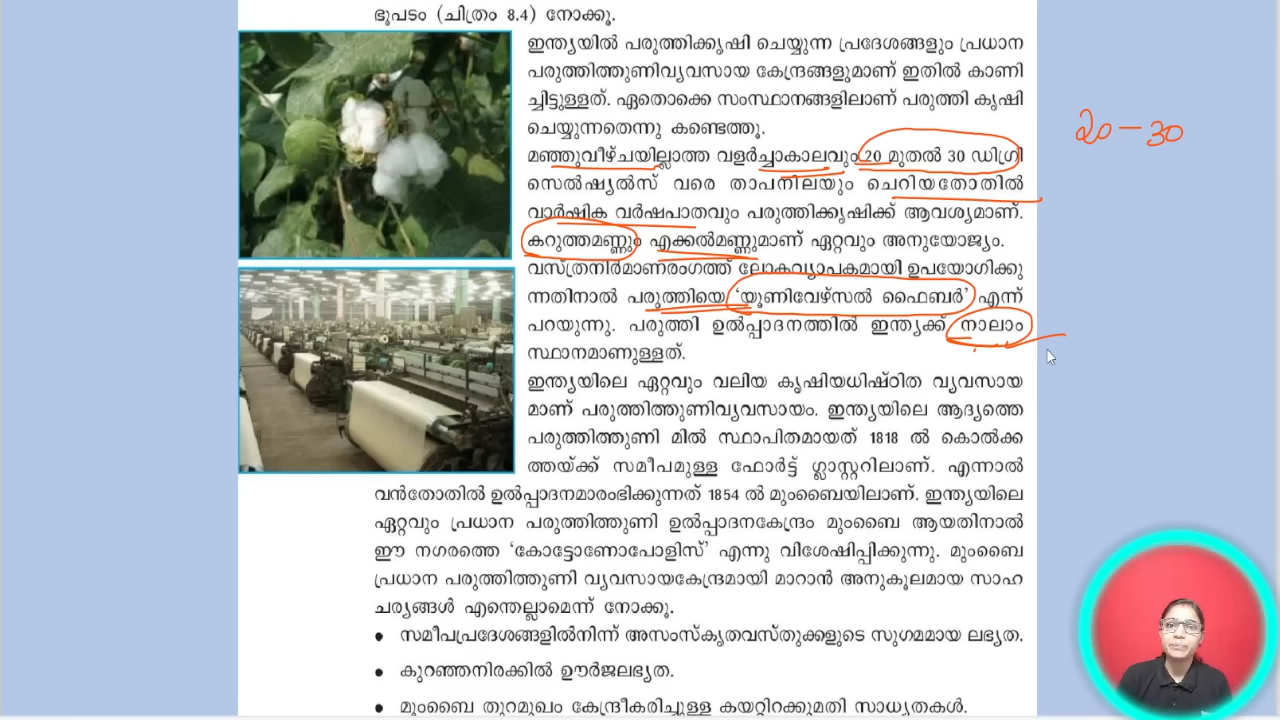 ഭൂപടം (ചിത്രം 8.4) നോക്കൂ.
ഇന്ത്യയിൽ പരുത്തിക്കൃഷി ചെയ്യുന്ന പ്രദേശങ്ങളും പ്രധാന
പരുത്തിത്തുണിവ്യവസായ കേന്ദ്രങ്ങളുമാണ് ഇതിൽ കാണി
ച്ചിട്ടുള്ളത്. ഏതൊക്കെ സംസ്ഥാനങ്ങളിലാണ് പരുത്തി കൃഷി
ചെയ്യുന്നതെന്നു കണ്ടെത്തൂ.
മഞ്ഞുവീഴ്ചയില്ലാത്ത വളർച്ചാകാലവും 20 മുതൽ 30 ഡിഗ്രി
സെൽഷ്യൽസ് വരെ താപനിലയും ചെറിയതോതിൽ
വാർഷിക വർഷപാതവും പരുത്തിക്കൃഷിക്ക് ആവശ്യമാണ്.
കറുത്തമണ്ണും എക്കൽമണ്ണുമാണ് ഏറ്റവും അനുയോജ്യം.
വസ്ത്രനിർമാണരംഗത്ത് ലോകവ്യാപകമായി ഉപയോഗിക്കു
ന്നതിനാൽ പരുത്തിയെ ‘യൂണിവേഴ്സൽ ഫൈബർ’ എന്ന്
പറയുന്നു. പരുത്തി ഉൽപ്പാദനത്തിൽ ഇന്ത്യക്ക് നാലാം
സ്ഥാനമാണുള്ളത്.
ഇന്ത്യയിലെ ഏറ്റവും വലിയ കൃഷിയധിഷ്ഠിത വ്യവസായ
മാണ് പരുത്തിത്തുണിവ്യവസായം. ഇന്ത്യയിലെ ആദ്യത്തെ
പരുത്തിത്തുണി മിൽ സ്ഥാപിതമായത് 1818 ൽ കൊൽക്ക
ത്തയ്ക്ക് സമീപമുള്ള ഫോർട്ട് ഗ്ലാസ്റ്ററിലാണ്. എന്നാൽ
വൻതോതിൽ ഉൽപ്പാദനമാരംഭിക്കുന്നത് 1854 ൽ മുംബൈയിലാണ്. ഇന്ത്യയിലെ
ഏറ്റവും പ്രധാന പരുത്തിത്തുണി ഉൽപ്പാദനകേന്ദ്രം മുംബൈ ആയതിനാൽ
ഈ നഗരത്തെ ‘കോട്ടോണോപോളിസ്’ എന്നു വിശേഷിപ്പിക്കുന്നു. മുംബൈ
പ്രധാന പരുത്തിത്തുണി വ്യവസായകേന്ദ്രമായി മാറാൻ അനുകൂലമായ സാഹ
ചര്യങ്ങൾ എന്തെല്ലാമെന്ന് നോക്കൂ.
• സമീപപ്രദേശങ്ങളിൽനിന്ന് അസംസ്കൃതവസ്തുക്കളുടെ സുഗമമായ ലഭ്യത.
• കുറഞ്ഞനിരക്കിൽ ഊർജലഭ്യത.
• മുംബൈ തുറമുഖം കേന്ദ്രീകരിച്ചുള്ള കയറ്റിറക്കുമതി സാധ്യതകൾ.
20 – 30